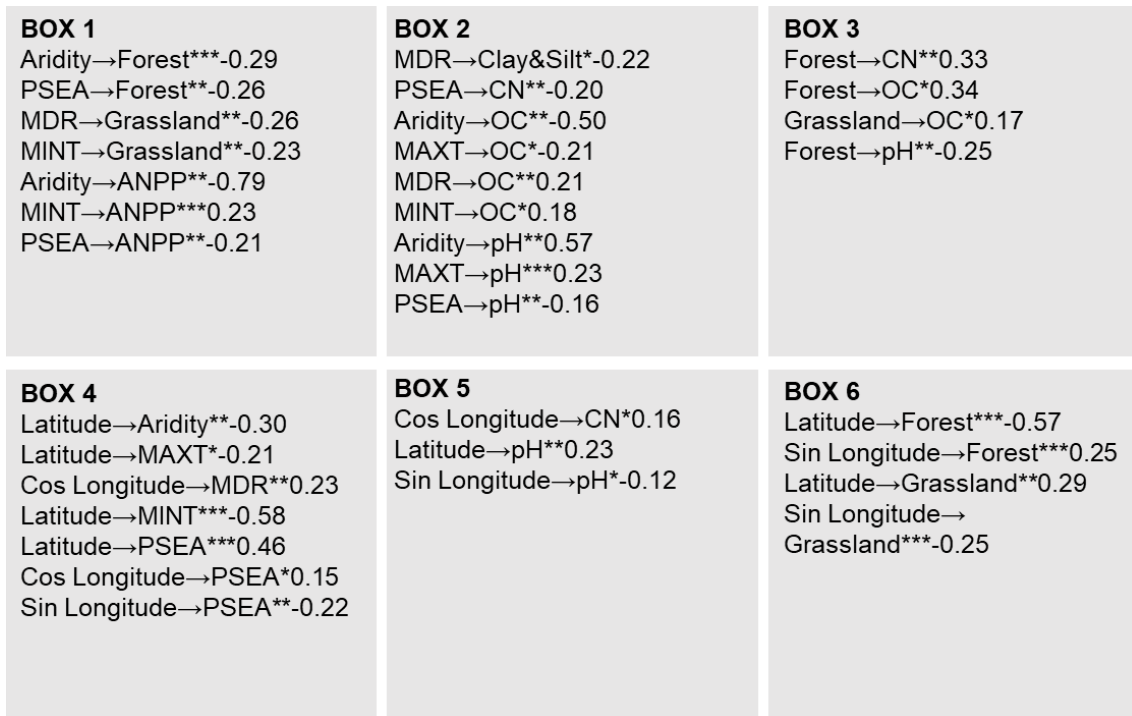 BOX 1
Aridity→Forest***-0.29
PSEA→Forest**-0.26
MDR→Grassland**-0.26
MINT→Grassland**-0.23
Aridity→ANPP**-0.79
MINT→ANPP***0.23
PSEA→ANPP**-0.21
BOX 2
MDR→Clay&Silt*-0.22
PSEA→CN**-0.20
Aridity→OC**-0.50
MAXT→OC*-0.21
MDR→OC**0.21
MINT→OC*0.18
Aridity→pH**0.57
MAXT→pH***0.23
PSEA→pH**-0.16
BOX 3
Forest→CN**0.33
Forest→OC*0.34
Grassland→OC*0.17
Forest→pH**-0.25
BOX 4
Latitude→Aridity**-0.30
Latitude→MAXT*-0.21
Cos Longitude→MDR**0.23
Latitude→MINT***-0.58
Latitude→PSEA***0.46
Cos Longitude→PSEA*0.15
Sin Longitude→PSEA**-0.22
BOX 5
Cos Longitude→CN*0.16
Latitude→pH**0.23
Sin Longitude→pH*-0.12
BOX 6
Latitude→Forest***-0.57
Sin Longitude→Forest***0.25
Latitude→Grassland**0.29
Sin Longitude→
Grassland***-0.25